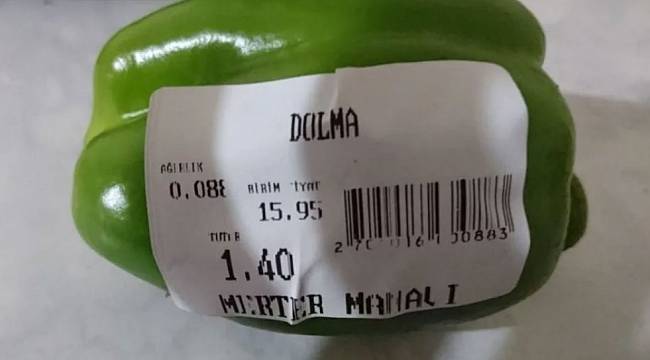 DOLMA
AĞIRLIK
0,088 BİRİM FİYAT
15,95
TUTAR
1,40
MERTER MANALI